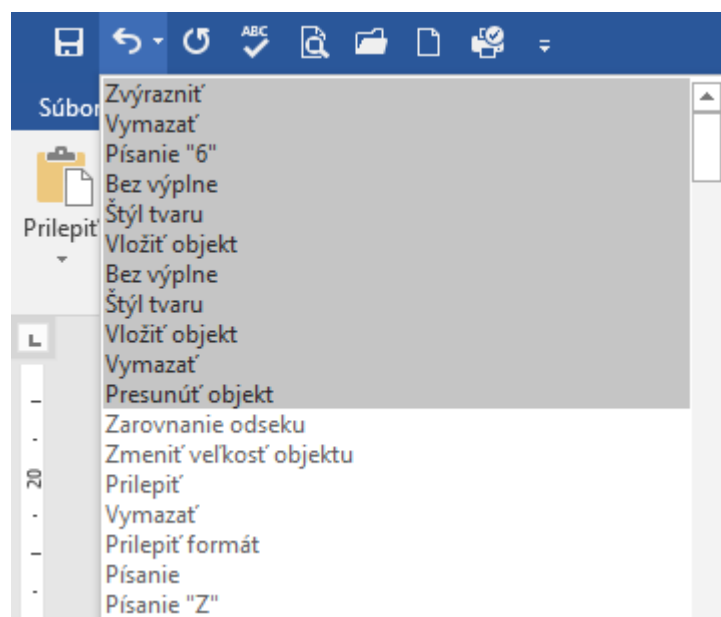 ABC
Súbor
Prilepiť
Zvýrazniť
Vymazať
Písanie "6"
Bez výplne
Štýl tvaru
Vložiť objekt
Bez výplne
Štýl tvaru
Vložiť objekt
Vymazať
Presunúť objekt
Zarovnanie odseku
Zmeniť veľkosť objektu
Prilepiť
Vymazať
Prilepiť formát
Písanie
Písanie "Z"
L
20